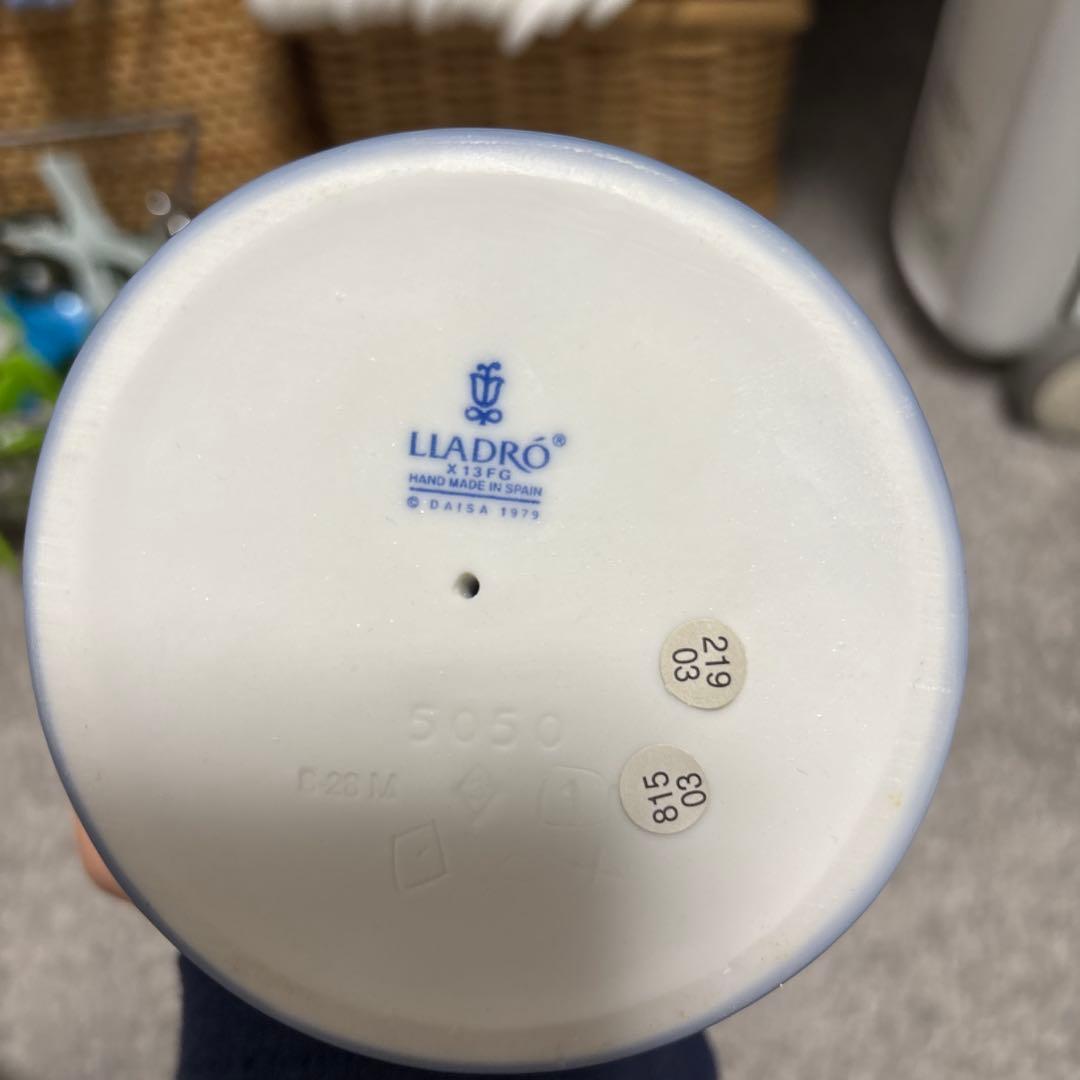 LLADRÓ®
X13FG
HAND MADE IN SPAIN
© DAISA 1979
219
03
5050
815
03